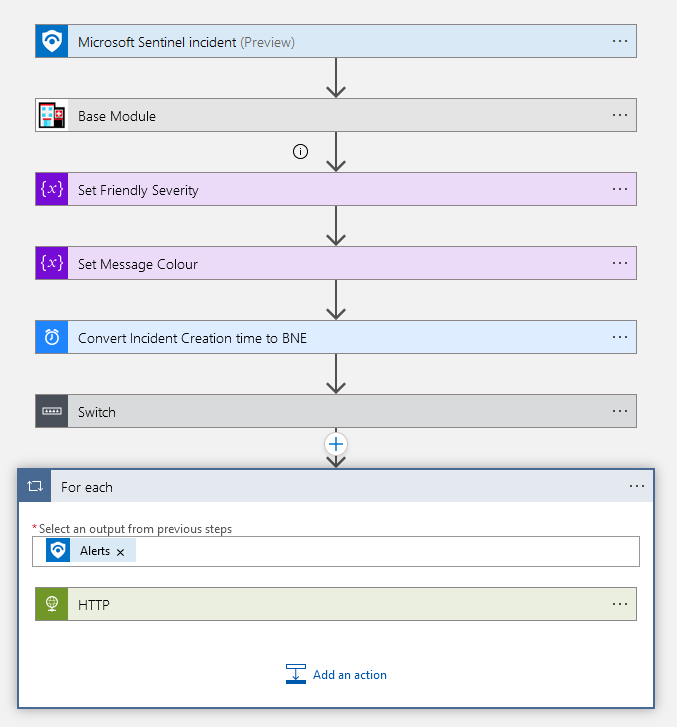 Microsoft Sentinel incident (Preview)
Base Module
{x} Set Friendly Severity
{x} Set Message Colour
Convert Incident Creation time to BNE
Switch
For each
* Select an output from previous steps
Alerts ×
HTTP
Add an action